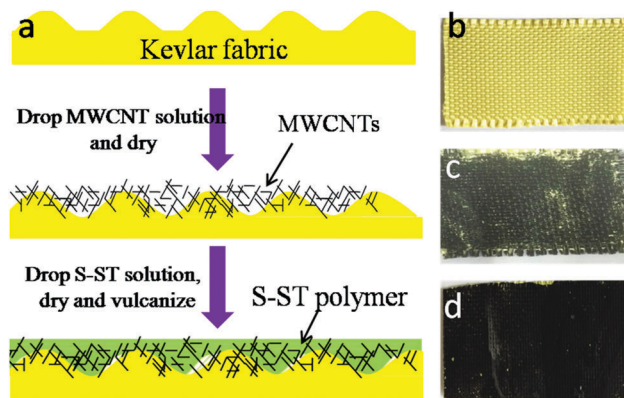 a
Kevlar fabric
Drop MWCNT solution
and dry
MWCNTs
Drop S-ST solution,
dry and vulcanize
S-ST polymer
b
c
d